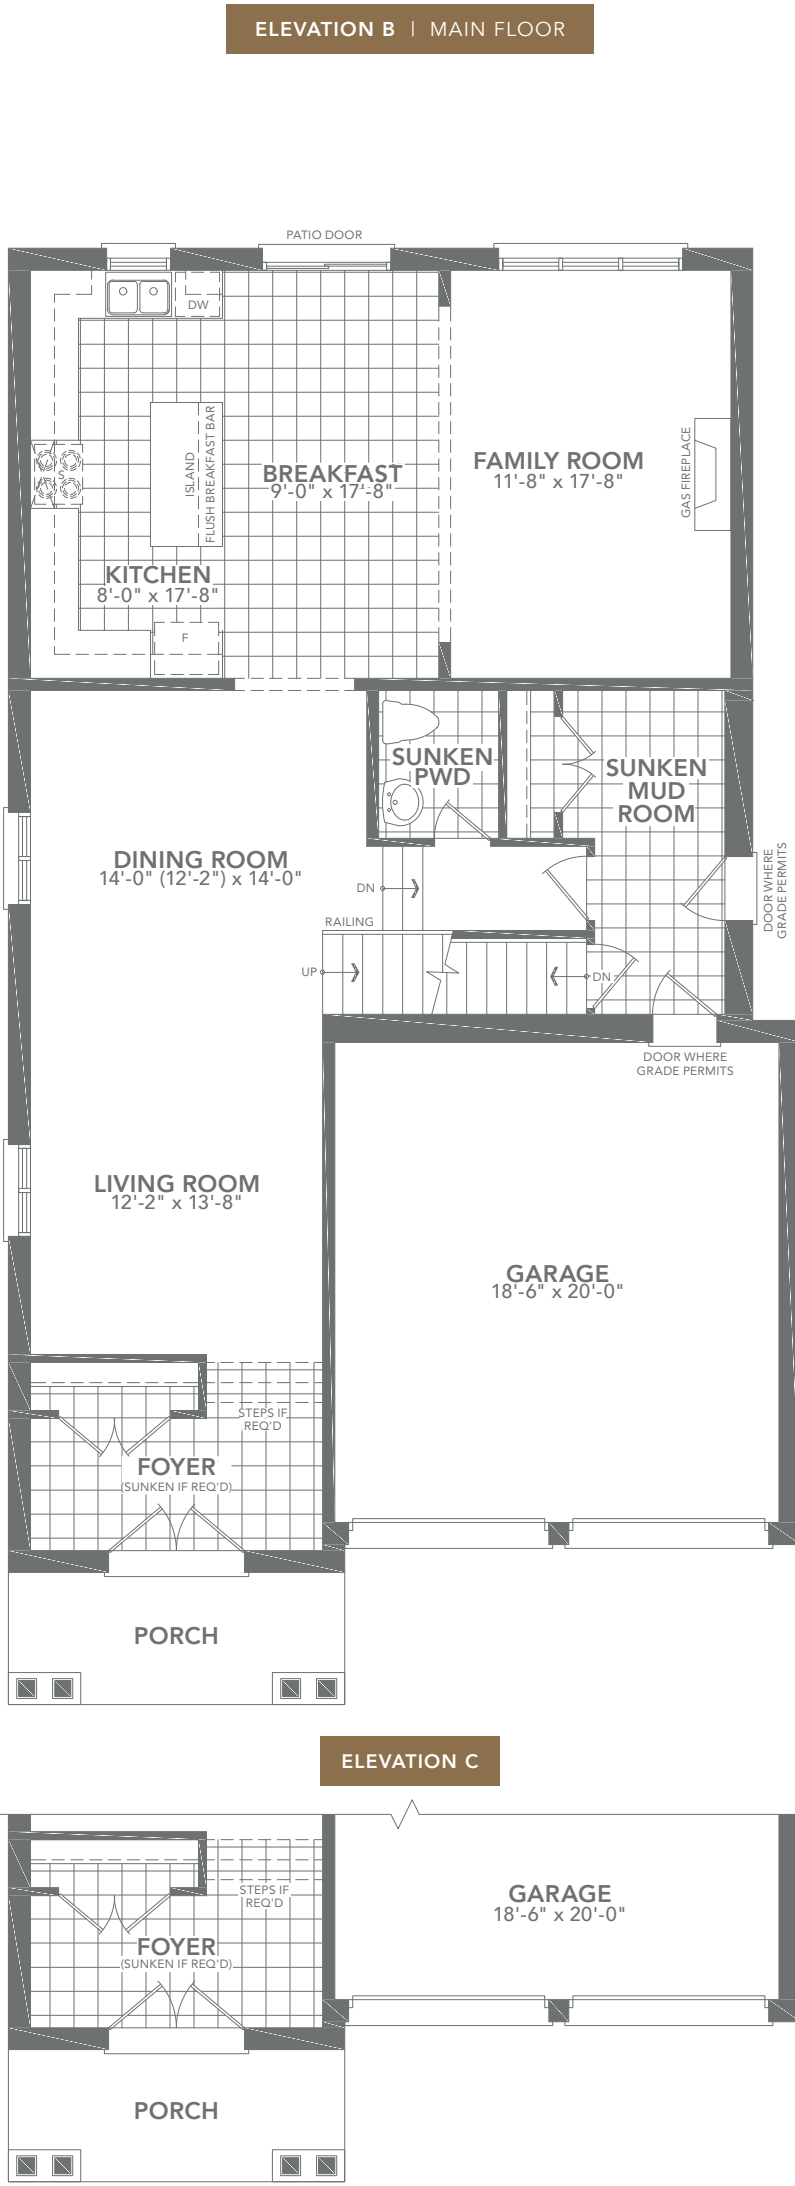 ELEVATION B | MAIN FLOOR
PATIO DOOR
DW
S
ISLAND
FLUSH BREAKFAST BAR
BREAKFAST
9'-0" x 17'-8"
FAMILY ROOM
11'-8" x 17'-8"
GAS FIREPLACE
KITCHEN
8'-0" x 17'-8"
F
SUNKEN
PWD
SUNKEN
MUD
ROOM
DINING ROOM
14'-0" (12'-2") x 14'-0"
DN
DOOR WHERE
GRADE PERMITS
RAILING
UP
DN
DOOR WHERE
GRADE PERMITS
LIVING ROOM
12'-2" x 13'-8"
GARAGE
18'-6" x 20'-0"
STEPS IF
REQ'D
FOYER
(SUNKEN IF REQ'D)
PORCH
ELEVATION C
STEPS IF
REQ'D
GARAGE
18'-6" x 20'-0"
FOYER
(SUNKEN IF REQ'D)
PORCH